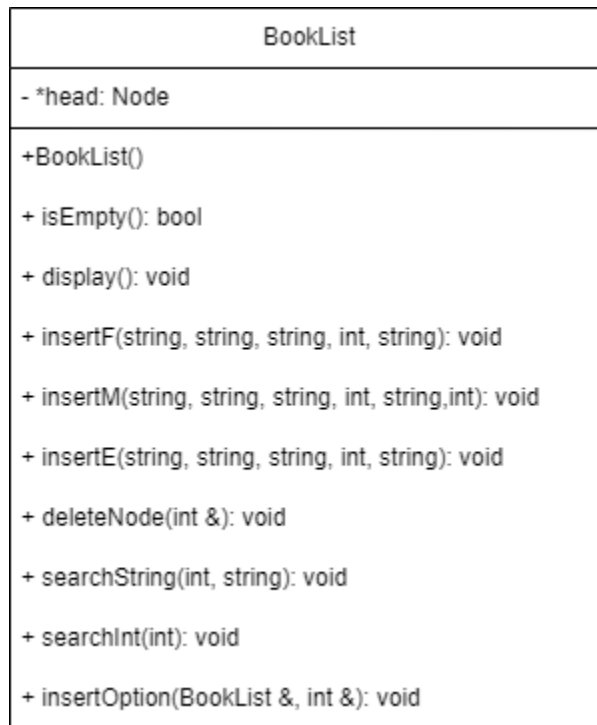 BookList
- *head: Node
+BookList()
+ isEmpty(): bool
+ display(): void
+ insertF(string, string, string, int, string): void
+ insertM(string, string, string, int, string,int): void
+ insertE(string, string, string, int, string): void
+ deleteNode(int &): void
+ searchString(int, string): void
+ searchInt(int): void
+ insertOption(BookList &, int &): void